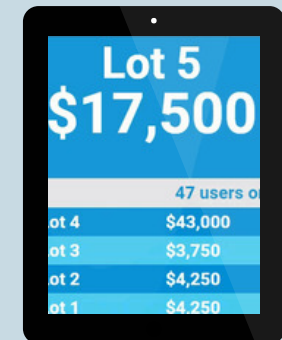 Lot 5
$17,500
47 users o
ot 4 $43,000
ot 3 $3,750
ot 2 $4,250
ot 1 $4,250